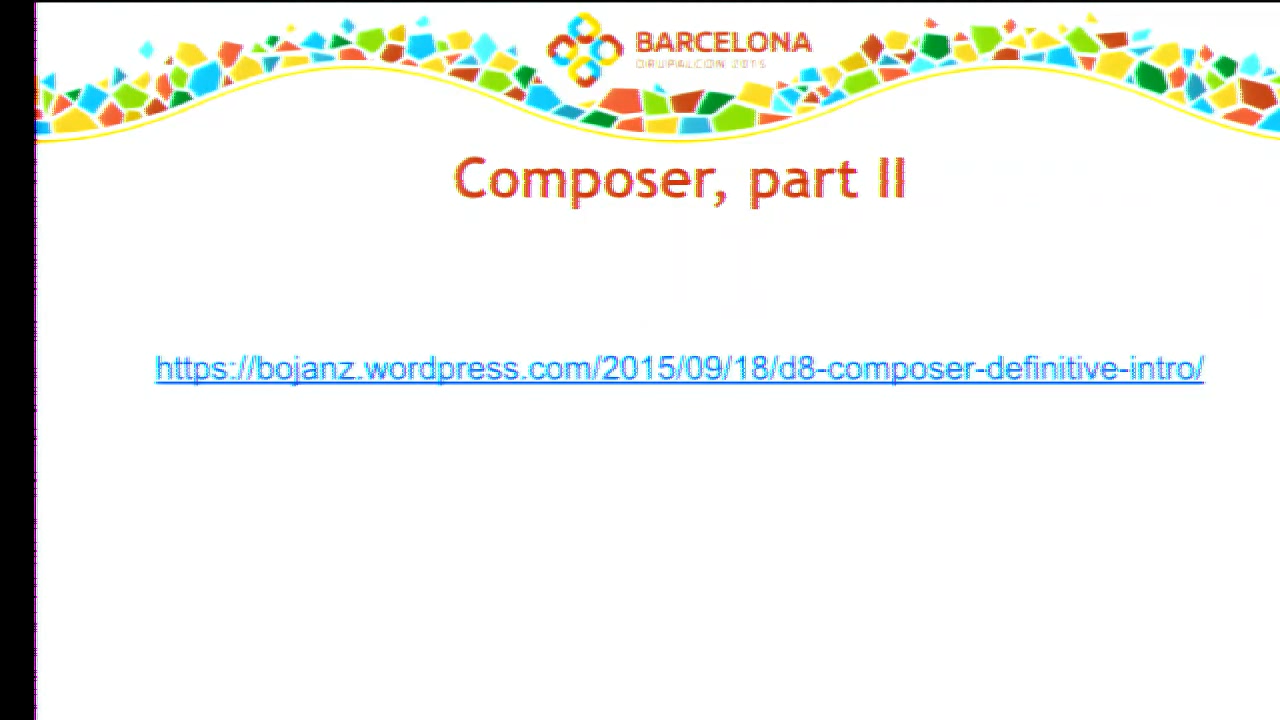 BARCELONA
DRUPALCON 2015
Composer, part II
https://bojanz.wordpress.com/2015/09/18/d8-composer-definitive-intro/